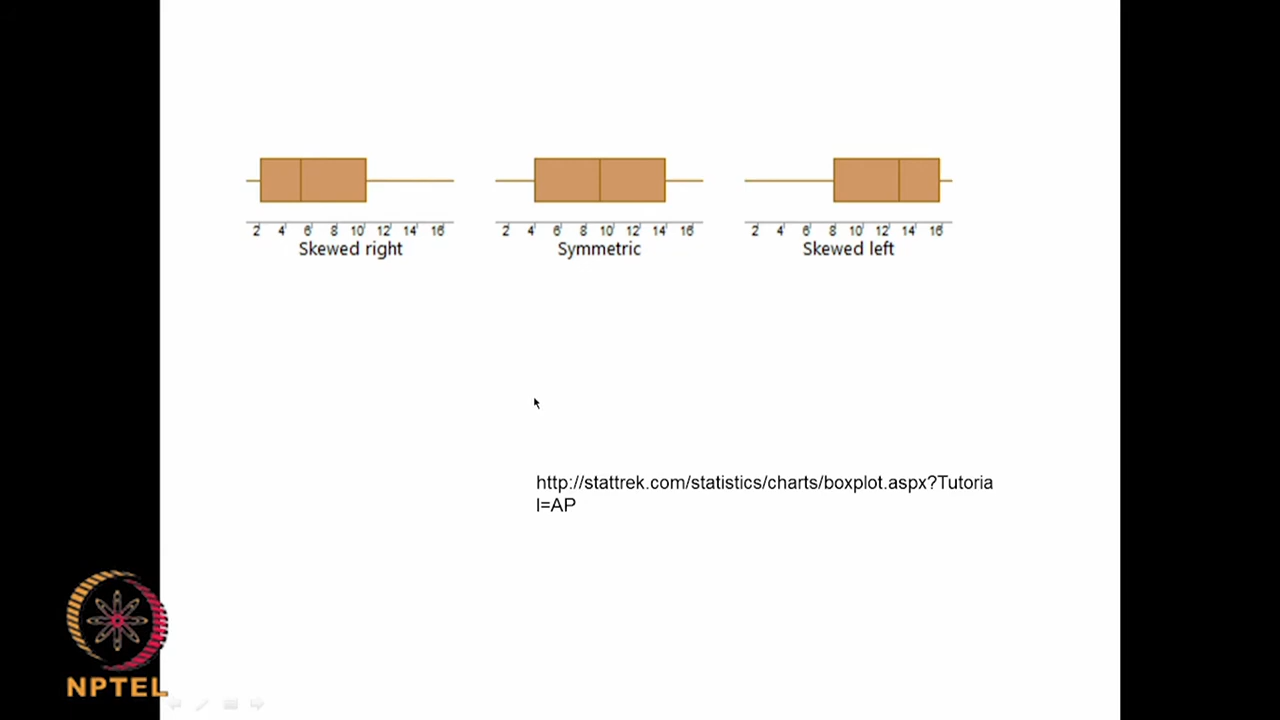 2 4 6 8 10 12 14 16 2 4 6 8 10 12 14 16 2 4 6 8 10 12 14 16
Skewed right Symmetric Skewed left
http://stattrek.com/statistics/charts/boxplot.aspx?Tutoria
l=AP
NPTEL